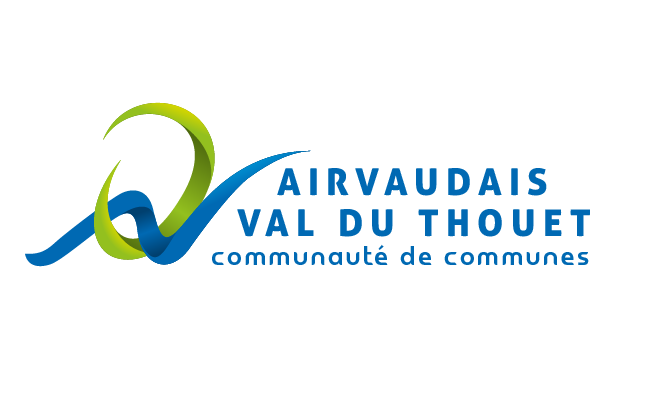 AIRVAUDAIS
VAL DU THOUET
communauté de communes